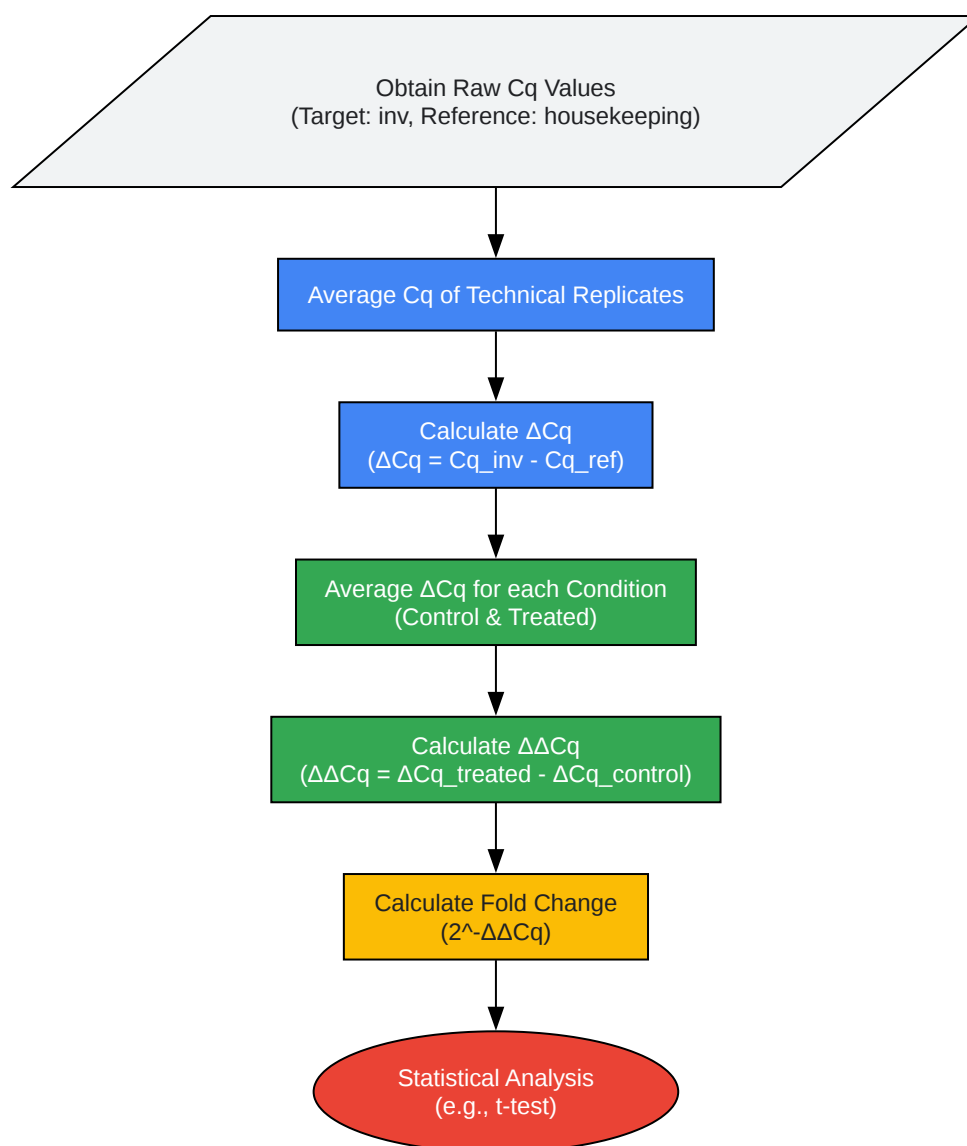 Obtain Raw Cq Values
(Target: inv, Reference: housekeeping)
Average Cq of Technical Replicates
Calculate ΔCq
(ΔCq = Cq_inv - Cq_ref)
Average ΔCq for each Condition
(Control & Treated)
Calculate ΔΔCq
(ΔΔCq = ΔCq_treated - ΔCq_control)
Calculate Fold Change
(2^-ΔΔCq)
Statistical Analysis
(e.g., t-test)